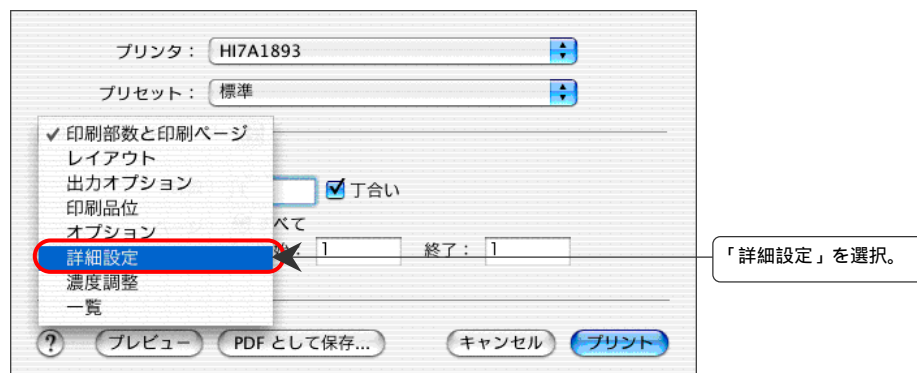 プリンタ： HI7A1893
プリセット： 標準
✓ 印刷部数と印刷ページ
レイアウト
出力オプション
丁合い
印刷品位
べて
オプション
1 終了： 1
詳細設定
「詳細設定」を選択。
濃度調整
一覧
? プレビュー PDF として保存... キャンセル プリント